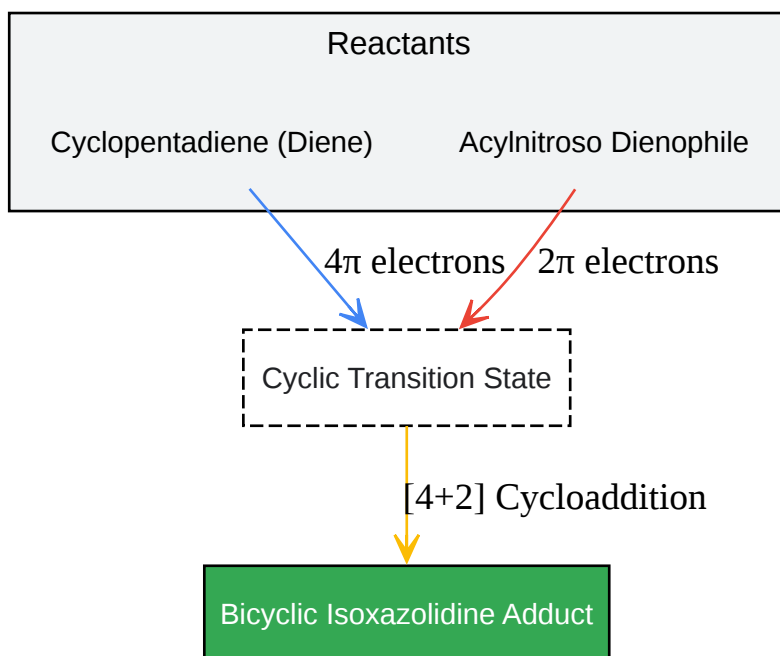 Reactants
Cyclopentadiene (Diene)
Acylnitroso Dienophile
4π electrons
2π electrons
Cyclic Transition State
[4+2] Cycloaddition
Bicyclic Isoxazolidine Adduct